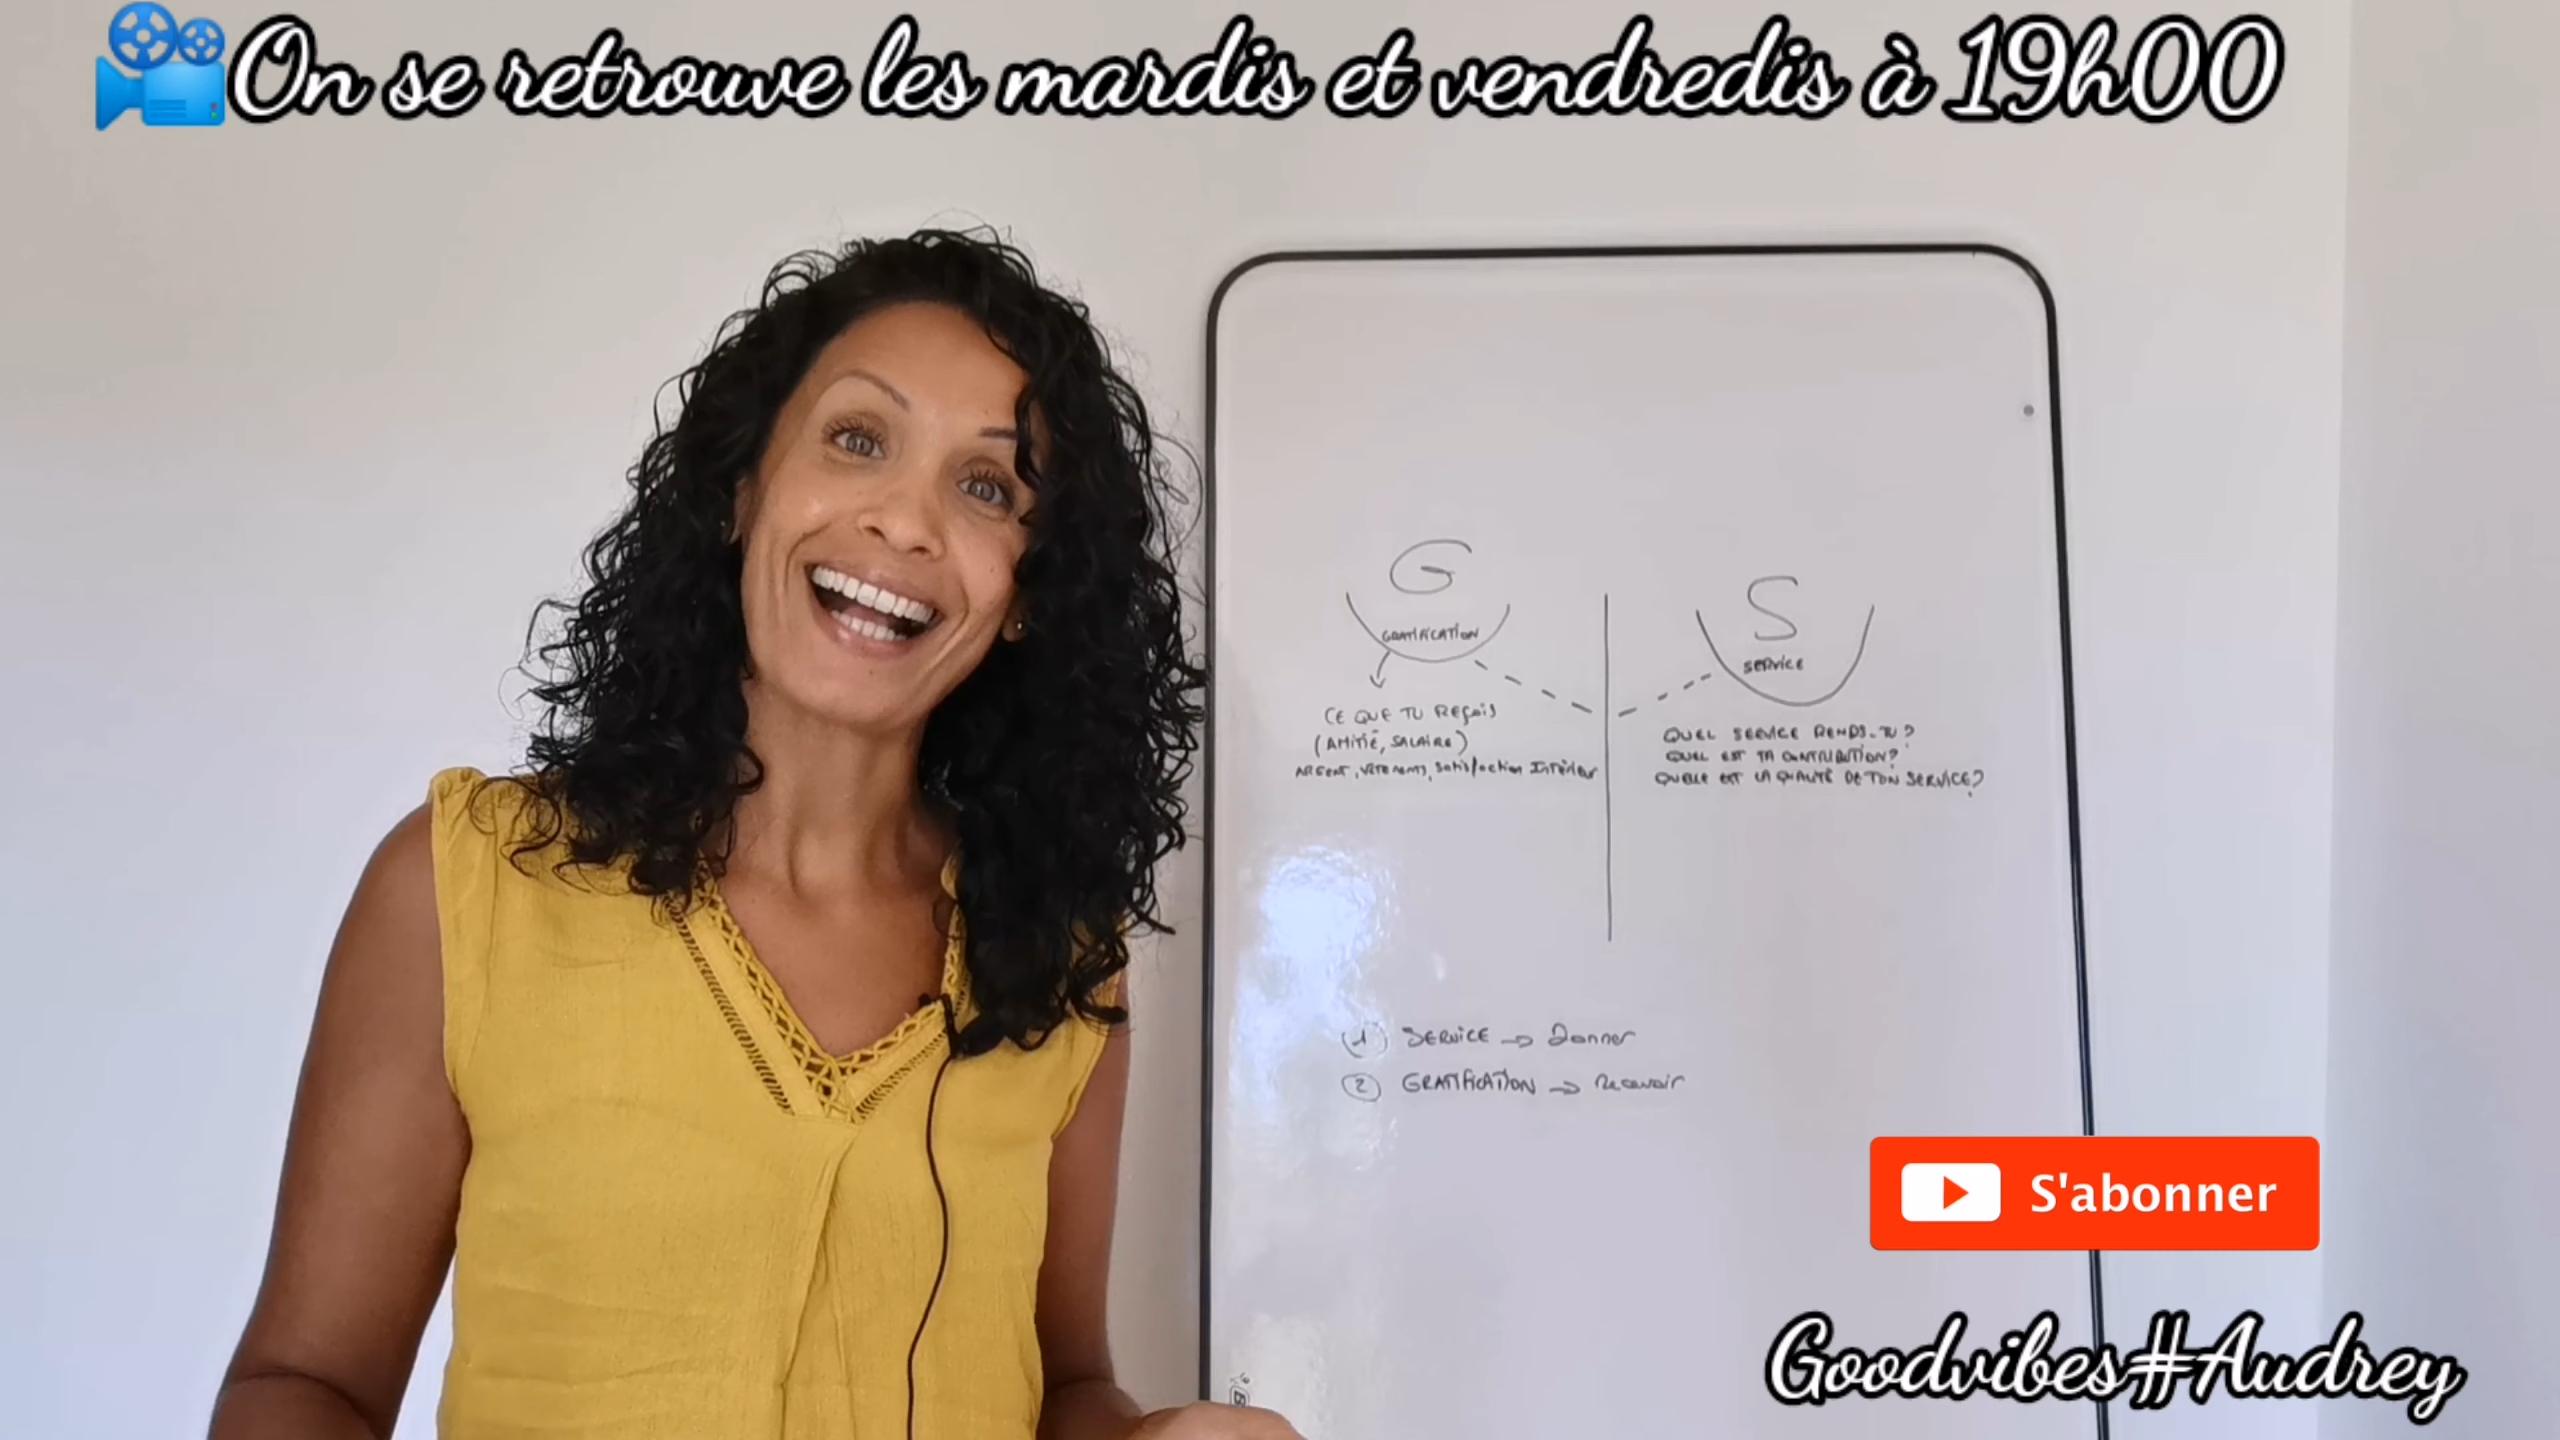 On se retrouve les mardis et vendredis à 19h00
G
GRATIFICATION
CE QUE TU REÇOIS
(AMITIÉ, SALAIRE)
ARGENT, VÊTEMENTS, Satisfaction Intérieur
S
SERVICE
QUEL SERVICE RENDS-TU?
QUEL EST TA CONTRIBUTION?
QUELLE EST LA QUALITÉ DE TON SERVICE?
1 SERVICE → Donner
2 GRATIFICATION → Recevoir
S'abonner
Goodvibes#Audrey